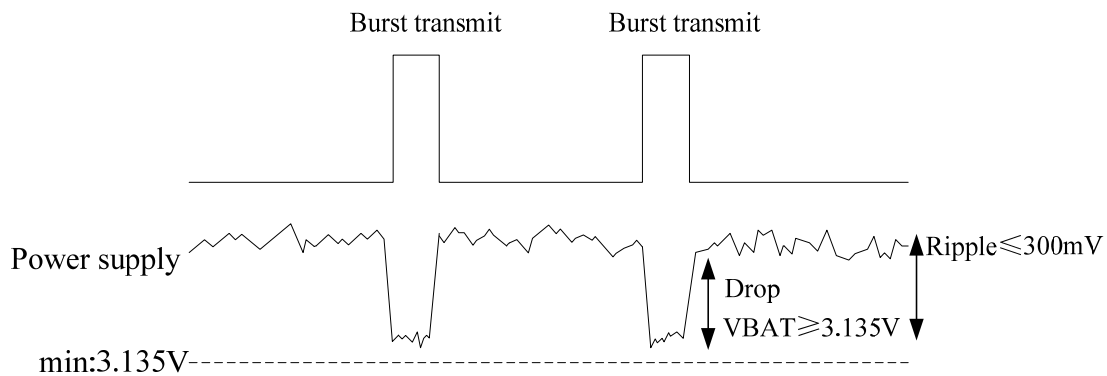 Burst transmit Burst transmit
Power supply
Ripple≤300mV
Drop
VBAT≥3.135V
min:3.135V